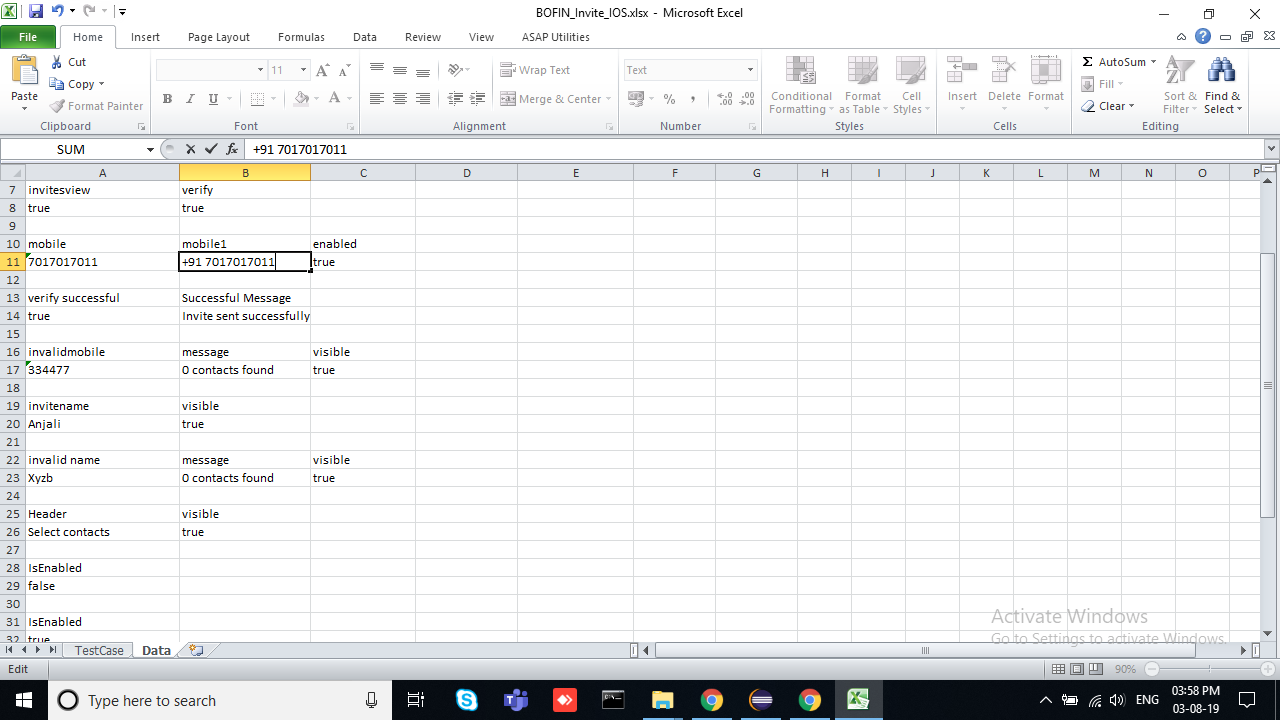 BOFIN_Invite_IOS.xlsx - Microsoft Excel
File Home Insert Page Layout Formulas Data Review View ASAP Utilities
Paste
Cut
Copy
Format Painter
Clipboard
11
A A
B I U A
Font
Wrap Text
Merge & Center
Alignment
Text
% ,
.00 .0
Number
Conditional Formatting
Format as Table
Cell Styles
Styles
Insert Delete Format
Cells
Σ AutoSum
Fill
Clear
Sort & Filter
Find & Select
Editing
SUM fx +91 7017017011
A B C D E F G H I J K L M N O P
7 invitesview verify
8 true true
9
10 mobile mobile1 enabled
11 7017017011 +91 7017017011 true
12
13 verify successful Successful Message
14 true Invite sent successfully
15
16 invalidmobile message visible
17 334477 0 contacts found true
18
19 invitename visible
20 Anjali true
21
22 invalid name message visible
23 Xyzb 0 contacts found true
24
25 Header visible
26 Select contacts true
27
28 IsEnabled
29 false
30
31 IsEnabled
32 true
Activate Windows
Go to Settings to activate Windows.
TestCase Data
Edit 90%
Type here to search
ENG
03:58 PM
03-08-19